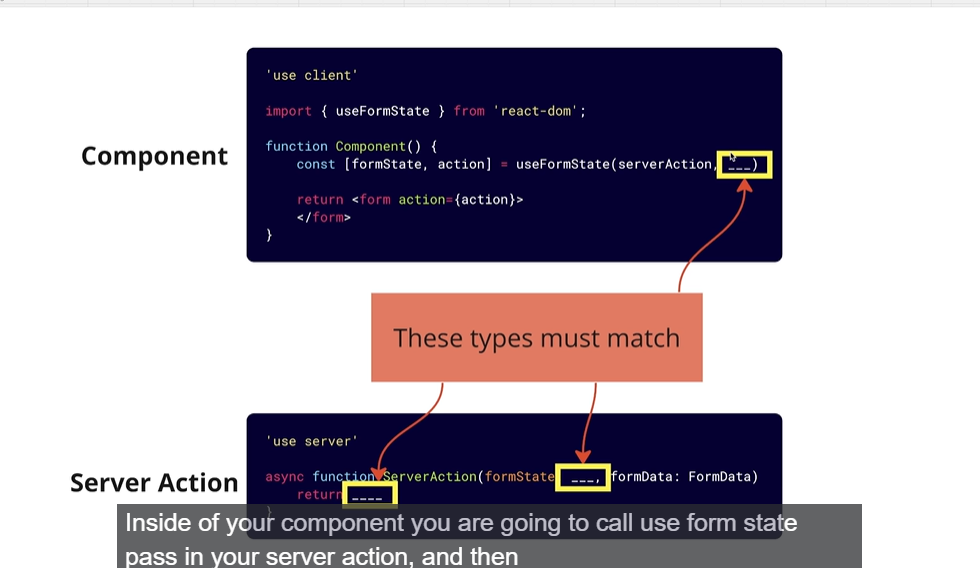 'use client'
import { useFormState } from 'react-dom';
Component
function Component() {
const [formState, action] = useFormState(serverAction, ___)
return <form action={action}>
</form>
}
These types must match
'use server'
Server Action
async function ServerAction(formState ___, formData: FormData)
return ____
}
Inside of your component you are going to call use form state
pass in your server action, and then